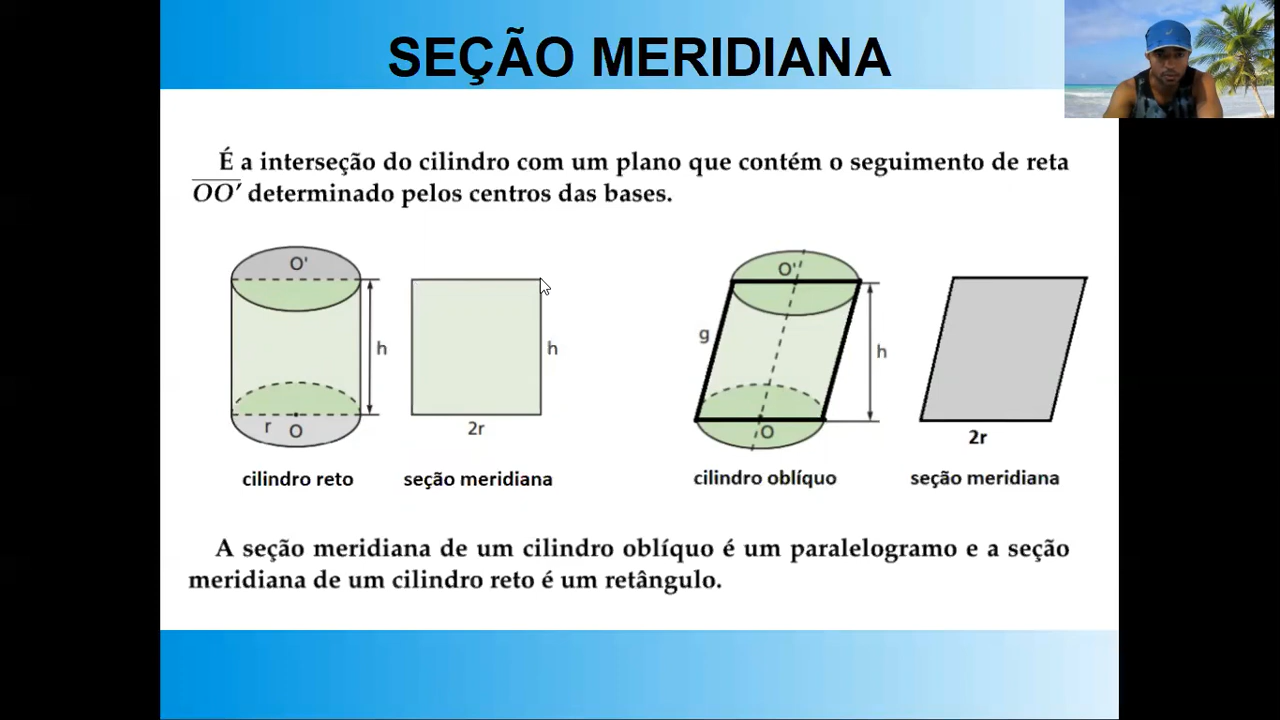 SEÇÃO MERIDIANA
É a interseção do cilindro com um plano que contém o seguimento de reta
OO' determinado pelos centros das bases.
O'
h
r
O
cilindro reto
h
2r
seção meridiana
O'
g
h
O
cilindro oblíquo
2r
seção meridiana
A seção meridiana de um cilindro oblíquo é um paralelogramo e a seção
meridiana de um cilindro reto é um retângulo.